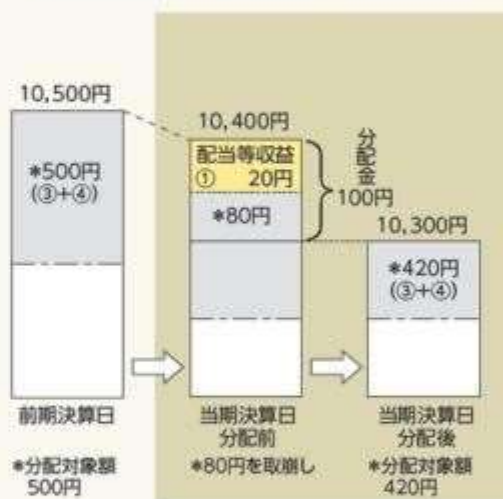 10,500円
*500円
(③+④)
前期決算日
*分配対象額
500円
10,400円
配当等収益
① 20円
*80円
分配金
100円
当期決算日
分配前
*80円を取崩し
10,300円
*420円
(③+④)
当期決算日
分配後
*分配対象額
420円